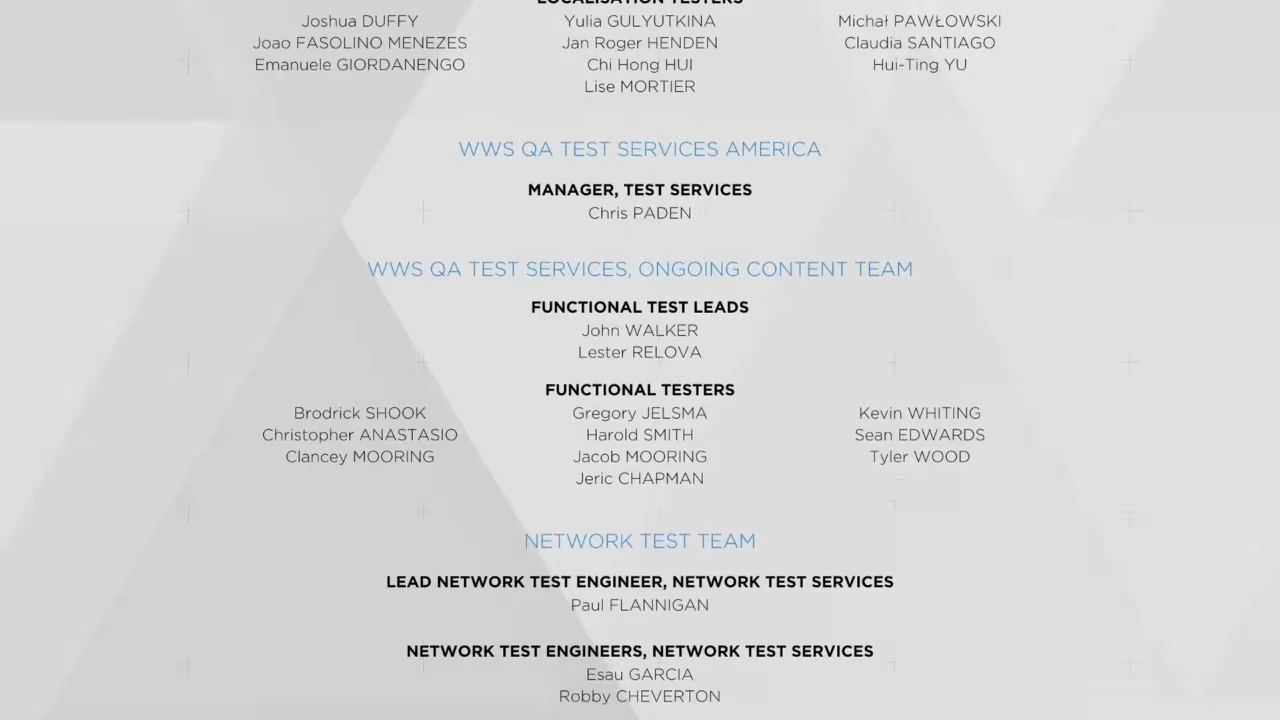 LOCALISATION TESTERS
Joshua DUFFY Yulia GULYUTKINA Michał PAWŁOWSKI
Joao FASOLINO MENEZES Jan Roger HENDEN Claudia SANTIAGO
Emanuele GIORDANENGO Chi Hong HUI Hui-Ting YU
Lise MORTIER
WWS QA TEST SERVICES AMERICA
MANAGER, TEST SERVICES
Chris PADEN
WWS QA TEST SERVICES, ONGOING CONTENT TEAM
FUNCTIONAL TEST LEADS
John WALKER
Lester RELOVA
FUNCTIONAL TESTERS
Brodrick SHOOK Gregory JELSMA Kevin WHITING
Christopher ANASTASIO Harold SMITH Sean EDWARDS
Clancey MOORING Jacob MOORING Tyler WOOD
Jeric CHAPMAN
NETWORK TEST TEAM
LEAD NETWORK TEST ENGINEER, NETWORK TEST SERVICES
Paul FLANNIGAN
NETWORK TEST ENGINEERS, NETWORK TEST SERVICES
Esau GARCIA
Robby CHEVERTON